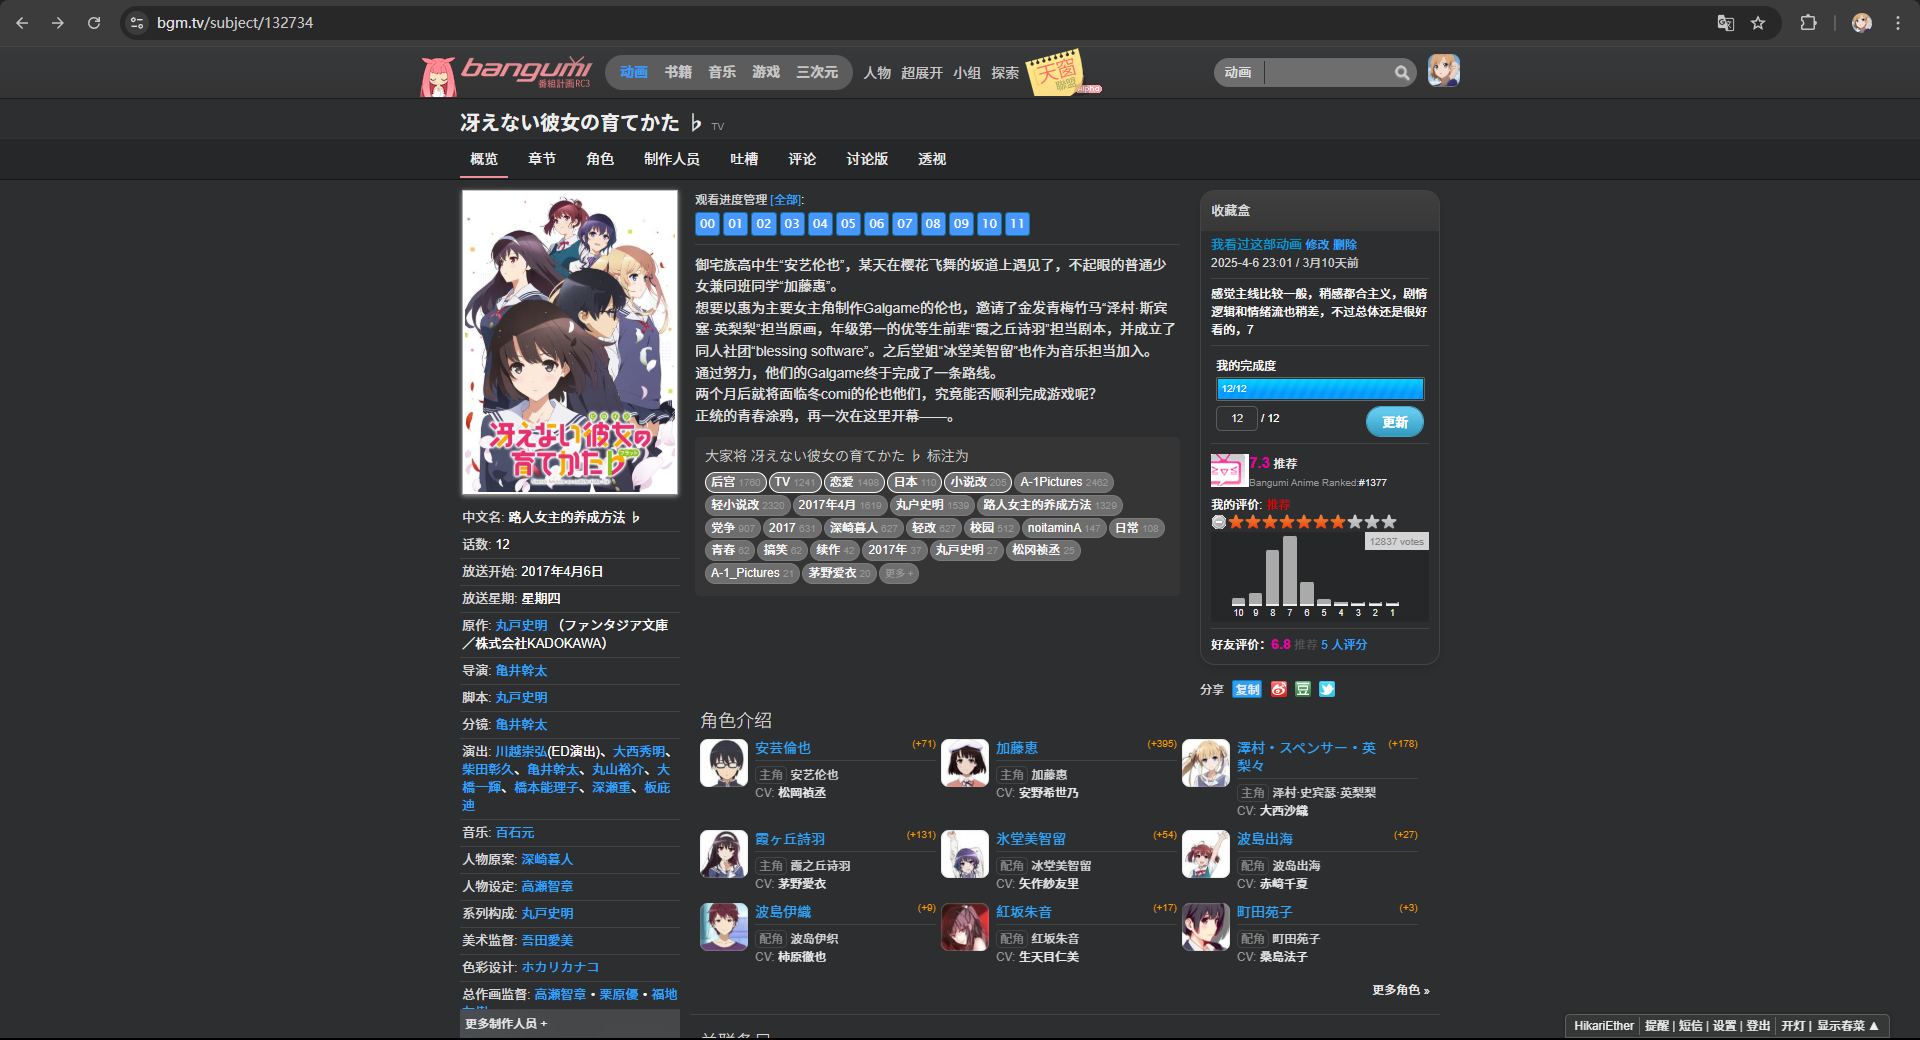 bgm.tv/subject/132734
bangumi
番組計画RC3
动画 书籍 音乐 游戏 三次元 人物 超展开 小组 探索
天窗
聯盟
alpha
动画
冴えない彼女の育てかた ♭ TV
概览 章节 角色 制作人员 吐槽 评论 讨论版 透视
冴えない彼女の
育てかた♭
中文名: 路人女主的养成方法 ♭
话数: 12
放送开始: 2017年4月6日
放送星期: 星期四
原作: 丸戸史明 （ファンタジア文庫
／株式会社KADOKAWA）
导演: 亀井幹太
脚本: 丸戸史明
分镜: 亀井幹太
演出: 川越崇弘(ED演出)、大西秀明、
柴田彰久、亀井幹太、丸山裕介、大
橋一輝、橋本能理子、深瀬重、板庇
迪
音乐: 百石元
人物原案: 深崎暮人
人物设定: 高瀬智章
系列构成: 丸戸史明
美术监督: 吾田愛美
色彩设计: ホカリカナコ
总作画监督: 高瀬智章・栗原優・福地
更多制作人员 +
观看进度管理 [全部]:
00 01 02 03 04 05 06 07 08 09 10 11
御宅族高中生“安艺伦也”，某天在樱花飞舞的坡道上遇见了，不起眼的普通少
女兼同班同学“加藤惠”。
想要以惠为主要女主角制作Galgame的伦也，邀请了金发青梅竹马“泽村·斯宾
塞·英梨梨”担当原画，年级第一的优等生前辈“霞之丘诗羽”担当剧本，并成立了
同人社团“blessing software”。之后堂姐“冰堂美智留”也作为音乐担当加入。
通过努力，他们的Galgame终于完成了一条路线。
两个月后就将面临冬comi的伦也他们，究竟能否顺利完成游戏呢？
正统的青春涂鸦，再一次在这里开幕——。
大家将 冴えない彼女の育てかた ♭ 标注为
后宫 1760 TV 1241 恋爱 1498 日本 110 小说改 205 A-1Pictures 2462
轻小说改 2320 2017年4月 1619 丸户史明 1539 路人女主的养成方法 1329
党争 907 2017 631 深崎暮人 627 轻改 627 校园 512 noitaminA 147 日常 108
青春 62 搞笑 62 续作 42 2017年 37 丸戸史明 27 松冈祯丞 25
A-1_Pictures 21 茅野爱衣 20 更多 +
收藏盒
我看过这部动画 修改 删除
2025-4-6 23:01 / 3月10天前
感觉主线比较一般，稍感都合主义，剧情
逻辑和情绪流也稍差，不过总体还是很好
看的，7
我的完成度
12/12
12 / 12
更新
7.3 推荐
Bangumi Anime Ranked:#1377
我的评价: 推荐
12837 votes
10 9 8 7 6 5 4 3 2 1
好友评价: 6.8 推荐 5 人评分
分享 复制 豆
角色介绍
安芸倫也 (+71)
主角 安艺伦也
CV: 松岡禎丞
加藤恵 (+395)
主角 加藤惠
CV: 安野希世乃
澤村・スペンサー・英 (+178)
梨々
主角 泽村·史宾瑟·英梨梨
CV: 大西沙織
霞ヶ丘詩羽 (+131)
主角 霞之丘诗羽
CV: 茅野愛衣
氷堂美智留 (+54)
配角 冰堂美智留
CV: 矢作紗友里
波島出海 (+27)
配角 波岛出海
CV: 赤﨑千夏
波島伊織 (+9)
配角 波岛伊织
CV: 柿原徹也
紅坂朱音 (+17)
配角 红坂朱音
CV: 生天目仁美
町田苑子 (+3)
配角 町田苑子
CV: 桑島法子
更多角色 »
HikariEther 提醒 | 短信 | 设置 | 登出 开灯 | 显示春菜 ▲